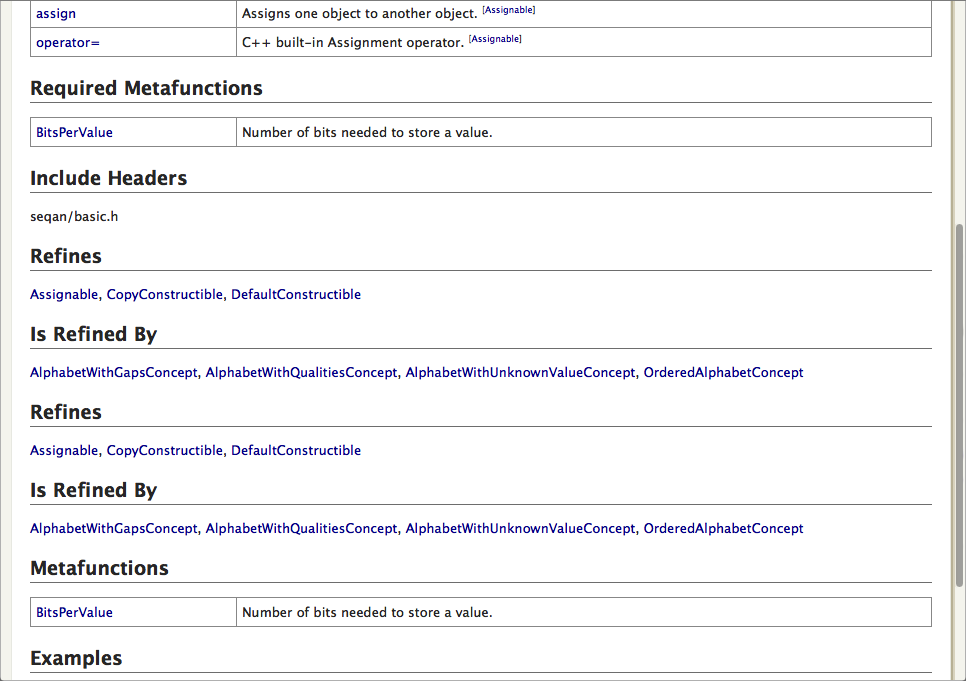 assign Assigns one object to another object. [Assignable]
operator= C++ built-in Assignment operator. [Assignable]
Required Metafunctions
BitsPerValue Number of bits needed to store a value.
Include Headers
seqan/basic.h
Refines
Assignable, CopyConstructible, DefaultConstructible
Is Refined By
AlphabetWithGapsConcept, AlphabetWithQualitiesConcept, AlphabetWithUnknownValueConcept, OrderedAlphabetConcept
Refines
Assignable, CopyConstructible, DefaultConstructible
Is Refined By
AlphabetWithGapsConcept, AlphabetWithQualitiesConcept, AlphabetWithUnknownValueConcept, OrderedAlphabetConcept
Metafunctions
BitsPerValue Number of bits needed to store a value.
Examples